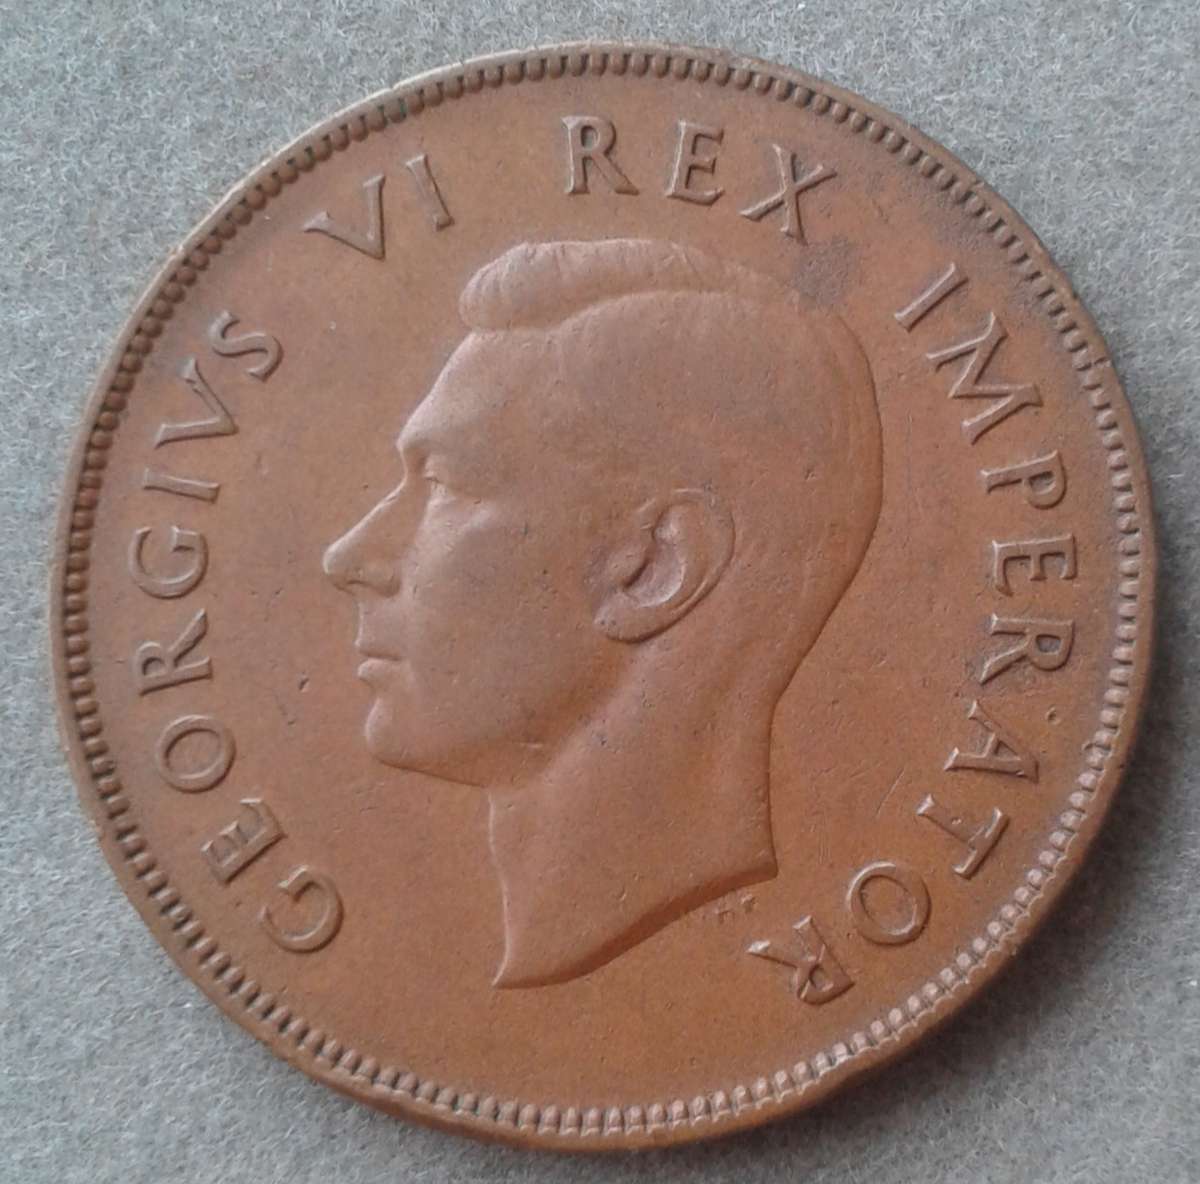 GEORGIVS VI REX IMPERATOR